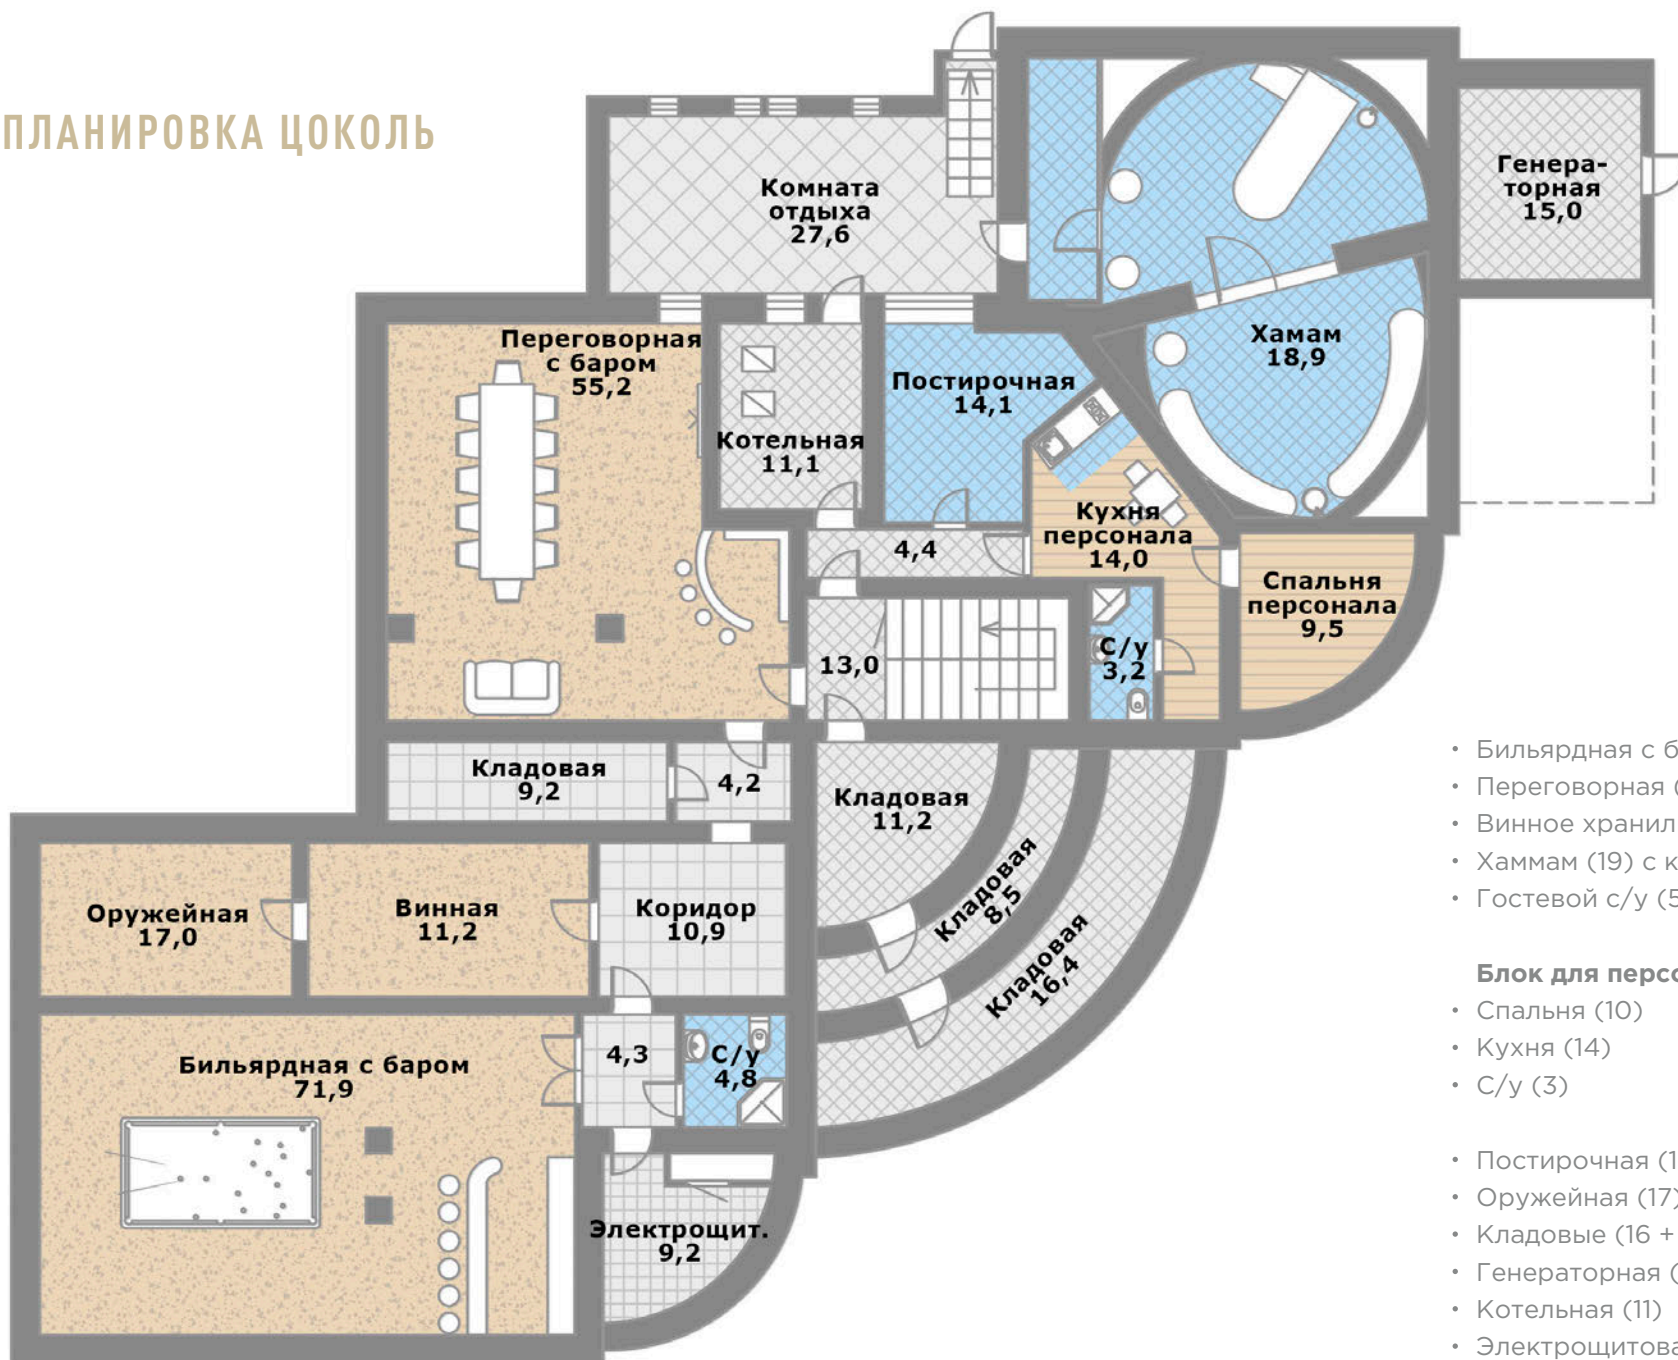 ПЛАНИРОВКА ЦОКОЛЬ
Комната
отдыха
27,6
Генера-
торная
15,0
Переговорная
с баром
55,2
Хамам
18,9
Постирочная
14,1
Котельная
11,1
Кухня
персонала
14,0
4,4
Спальня
персонала
9,5
С/у
3,2
13,0
Кладовая
9,2
4,2
Кладовая
11,2
Кладовая
8,5
Кладовая
16,4
Оружейная
17,0
Винная
11,2
Коридор
10,9
Бильярдная с баром
71,9
4,3
С/у
4,8
Электрощит.
9,2
• Бильярдная с
• Переговорная (
• Винное
• Хаммам (19) с
• Гостевой с/у (5
Блок для
• Спальня (10)
• Кухня (14)
• С/у (3)
• Постирочная (1
• Оружейная (17)
• Кладовые (16 +
• Генераторная (
• Котельная (11)